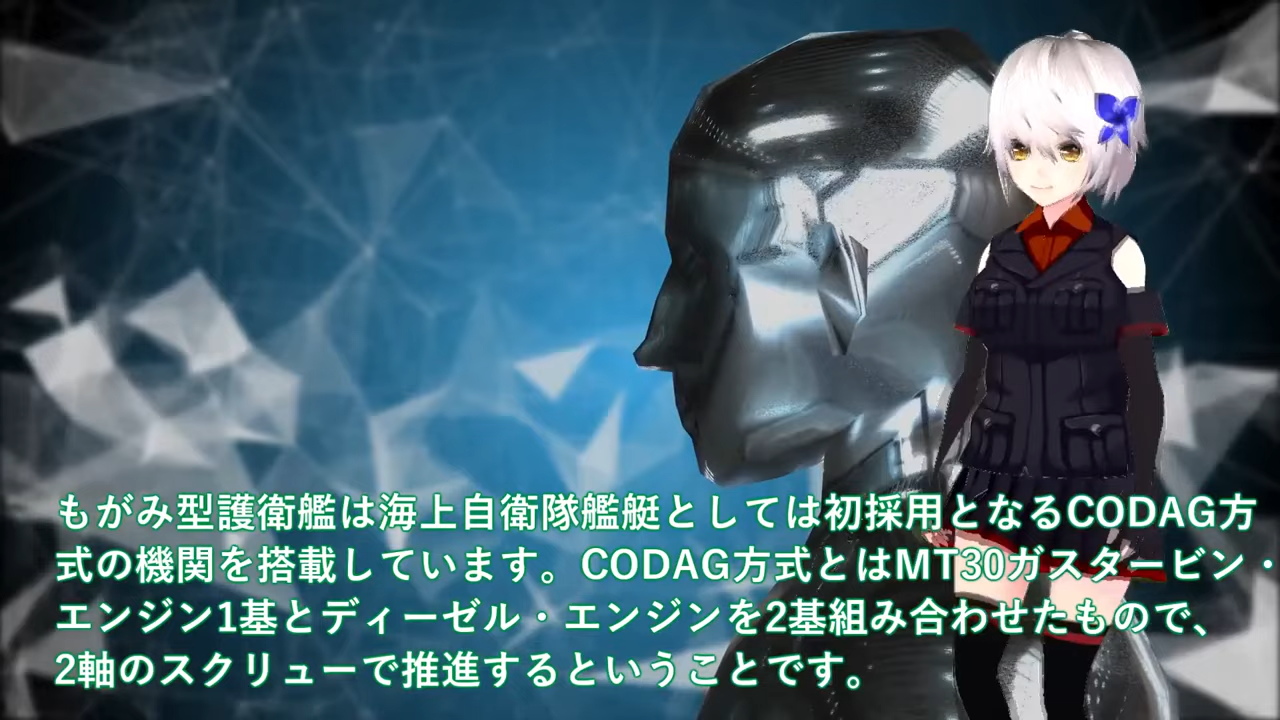 もがみ型護衛艦は海上自衛隊艦艇としては初採用となるCODAG方
式の機関を搭載しています。CODAG方式とはMT30ガスタービン・
エンジン1基とディーゼル・エンジンを2基組み合わせたもので、
2軸のスクリューで推進するということです。